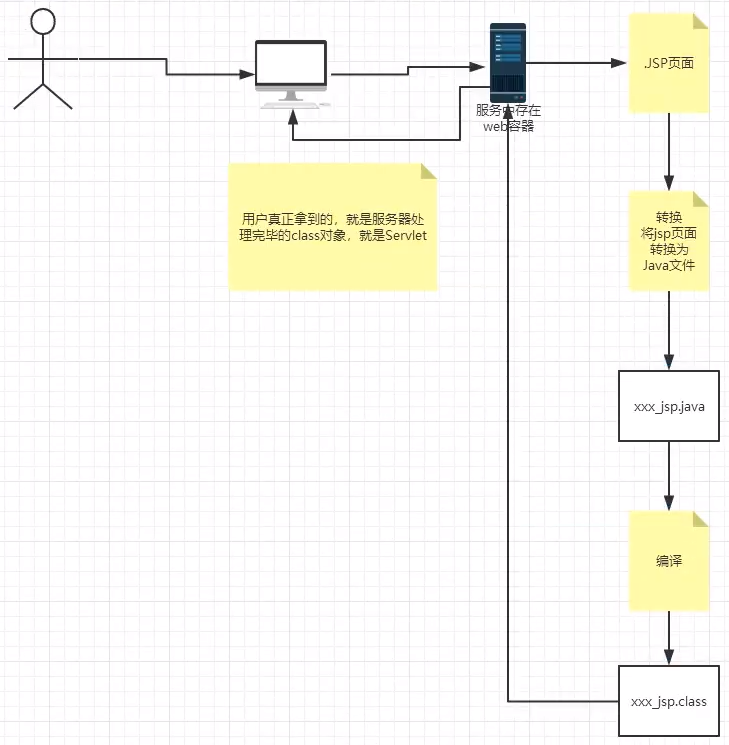 .JSP页面
服务中存在
web容器
用户真正拿到的，就是服务器处
理完毕的class对象，就是Servlet
转换
将jsp页面
转换为
Java文件
xxx_jsp.java
编译
xxx_jsp.class